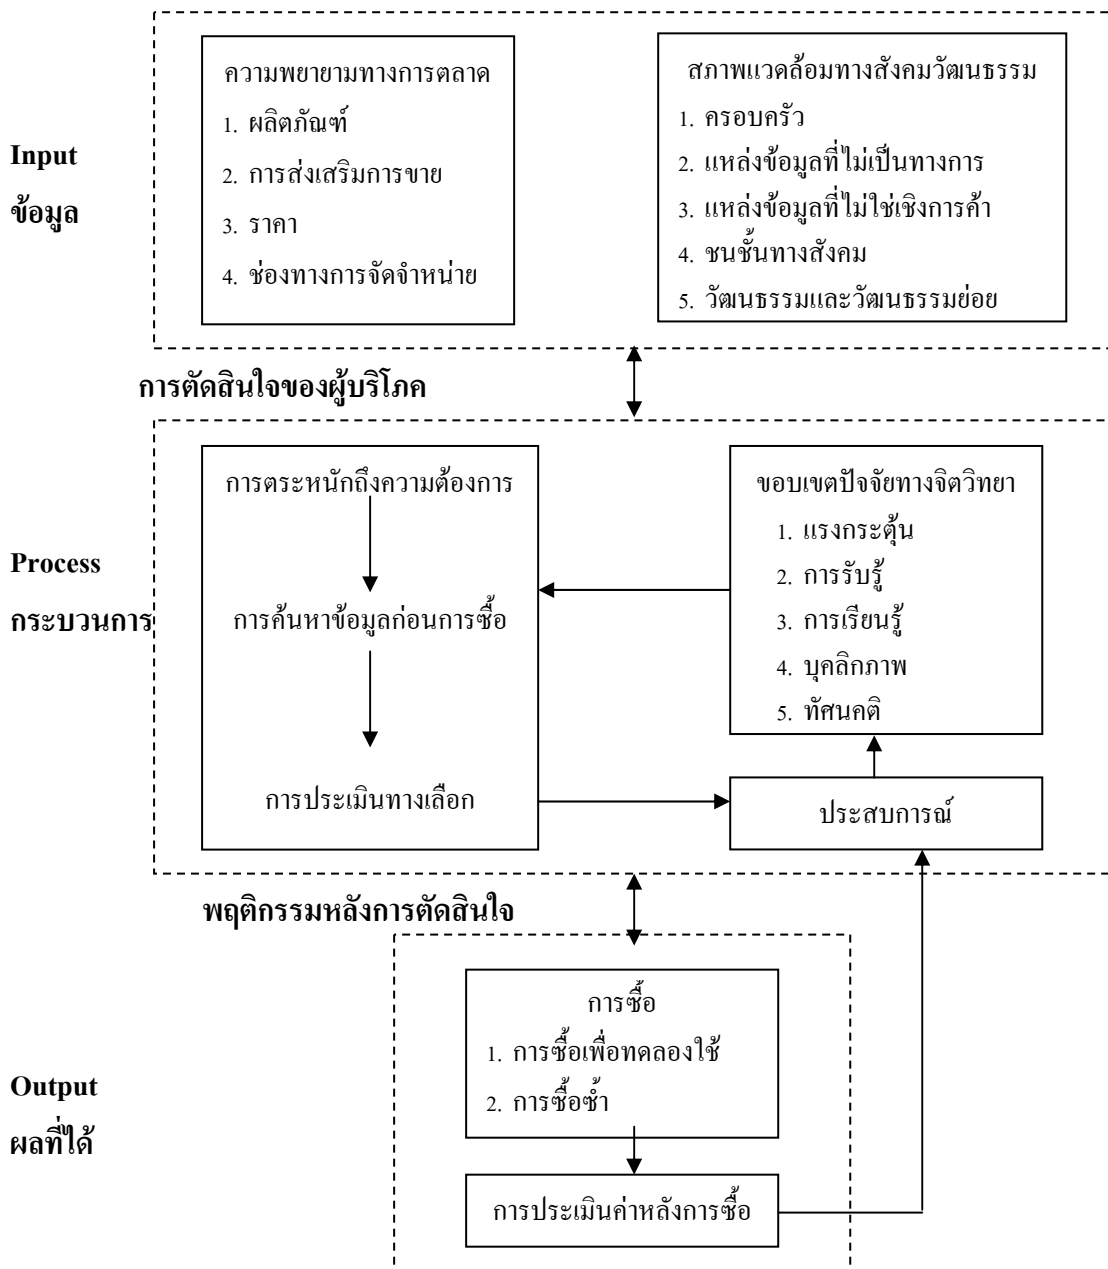 Input
ข้อมูล
ความพยายามทางการตลาด
1. ผลิตภัณฑ์
2. การส่งเสริมการขาย
3. ราคา
4. ช่องทางการจัดจำหน่าย
สภาพแวดล้อมทางสังคมวัฒนธรรม
1. ครอบครัว
2. แหล่งข้อมูลที่ไม่เป็นทางการ
3. แหล่งข้อมูลที่ไม่ใช่เชิงการค้า
4. ชนชั้นทางสังคม
5. วัฒนธรรมและวัฒนธรรมย่อย
การตัดสินใจของผู้บริโภค
Process
กระบวนการ
การตระหนักถึงความต้องการ
การค้นหาข้อมูลก่อนการซื้อ
การประเมินทางเลือก
ขอบเขตปัจจัยทางจิตวิทยา
1. แรงกระตุ้น
2. การรับรู้
3. การเรียนรู้
4. บุคลิกภาพ
5. ทัศนคติ
ประสบการณ์
พฤติกรรมหลังการตัดสินใจ
Output
ผลที่ได้
การซื้อ
1. การซื้อเพื่อทดลองใช้
2. การซื้อซ้ำ
การประเมินค่าหลังการซื้อ